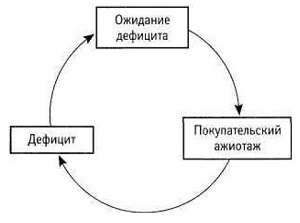 Ожидание
дефицита
Покупательский
ажиотаж
Дефицит